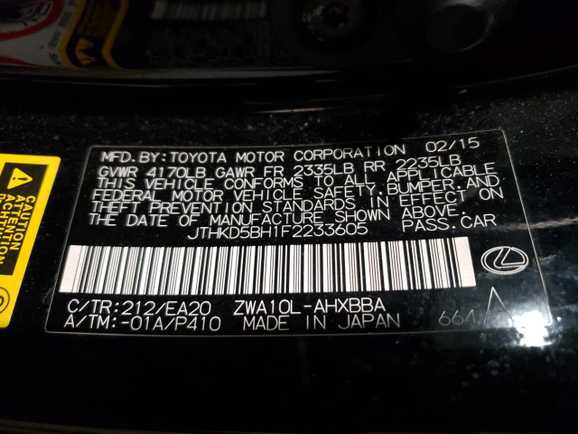 MFD.BY:TOYOTA MOTOR CORPORATION 02/15
GVWR 4170LB GAWR FR 2335LB RR 2235LB
THIS VEHICLE CONFORMS TO ALL APPLICABLE
FEDERAL MOTOR VEHICLE SAFETY,BUMPER,AND
THEFT PREVENTION STANDARDS IN EFFECT ON
THE DATE OF MANUFACTURE SHOWN ABOVE.
JTHKD5BH1F2233605 PASS.CAR
C/TR:212/EA20 ZWA10L-AHXBBA
A/TM:-01A/P410 MADE IN JAPAN
CAUTION
ATTENTION